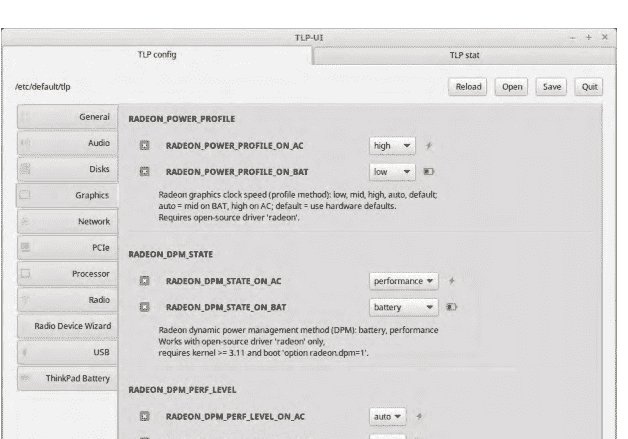 TLP-UI
TLP config
TLP stat
/etc/default/tlp
Reload
Open
Save
Quit
General
Audio
Disks
Graphics
Network
PCIe
Processor
Radio
Radio Device Wizard
USB
ThinkPad Battery
RADEON_POWER_PROFILE
RADEON_POWER_PROFILE_ON_AC
high
RADEON_POWER_PROFILE_ON_BAT
low
Radeon graphics clock speed (profile method): low, mid, high, auto, default;
auto = mid on BAT, high on AC; default = use hardware defaults.
Requires open-source driver 'radeon'.
RADEON_DPM_STATE
RADEON_DPM_STATE_ON_AC
performance
RADEON_DPM_STATE_ON_BAT
battery
Radeon dynamic power management method (DPM): battery, performance
Works with open-source driver 'radeon' only,
requires kernel >= 3.11 and boot 'option radeon.dpm=1'.
RADEON_DPM_PERF_LEVEL
RADEON_DPM_PERF_LEVEL_ON_AC
auto